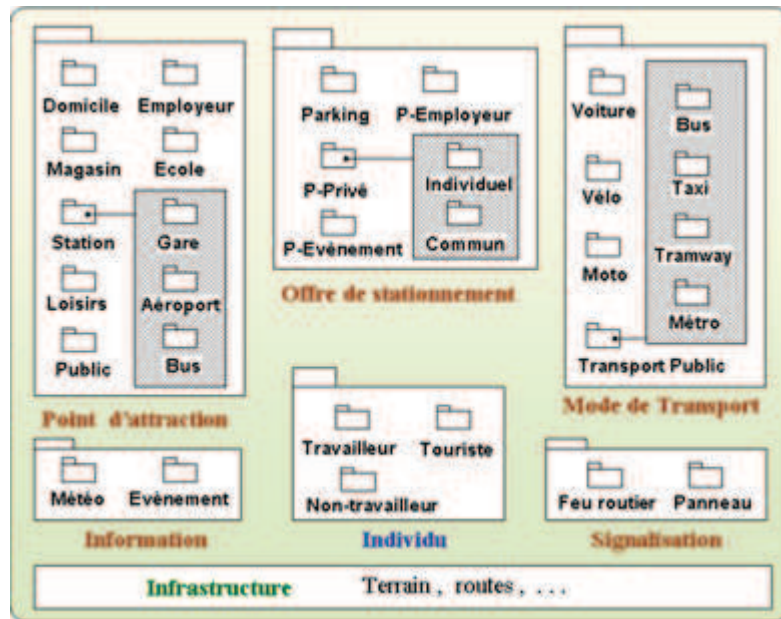 Domicile Employeur
Magasin Ecole
Station Gare
Loisirs Aéroport
Public Bus
Point d'attraction
Parking P-Employeur
P-Privé Individuel
P-Evènement Commun
Offre de stationnement
Voiture Bus
Vélo Taxi
Moto Tramway
Métro
Transport Public
Mode de Transport
Météo Evènement
Information
Travailleur Touriste
Non-travailleur
Individu
Feu routier Panneau
Signalisation
Infrastructure Terrain , routes , . . .